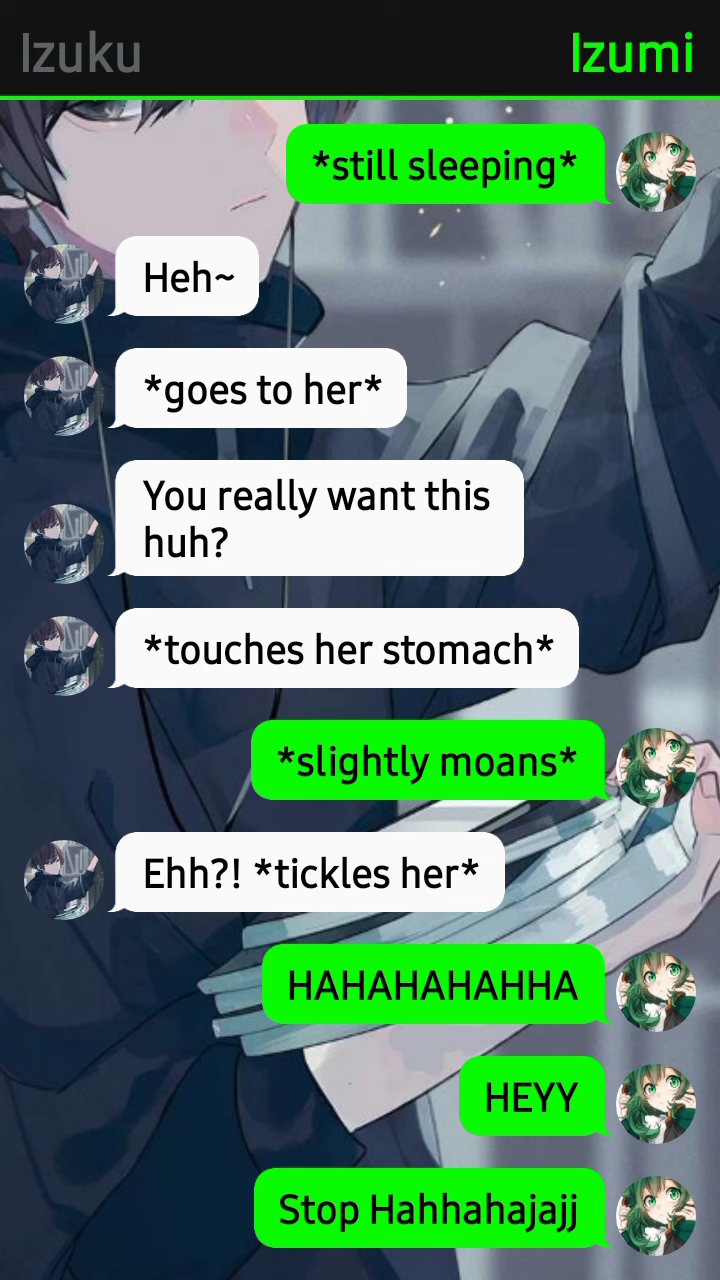 Izuku
Izumi
*still sleeping*
Heh~
*goes to her*
You really want this
huh?
*touches her stomach*
*slightly moans*
Ehh?! *tickles her*
HAHAHAHAHHA
HEYY
Stop Hahhahajajj